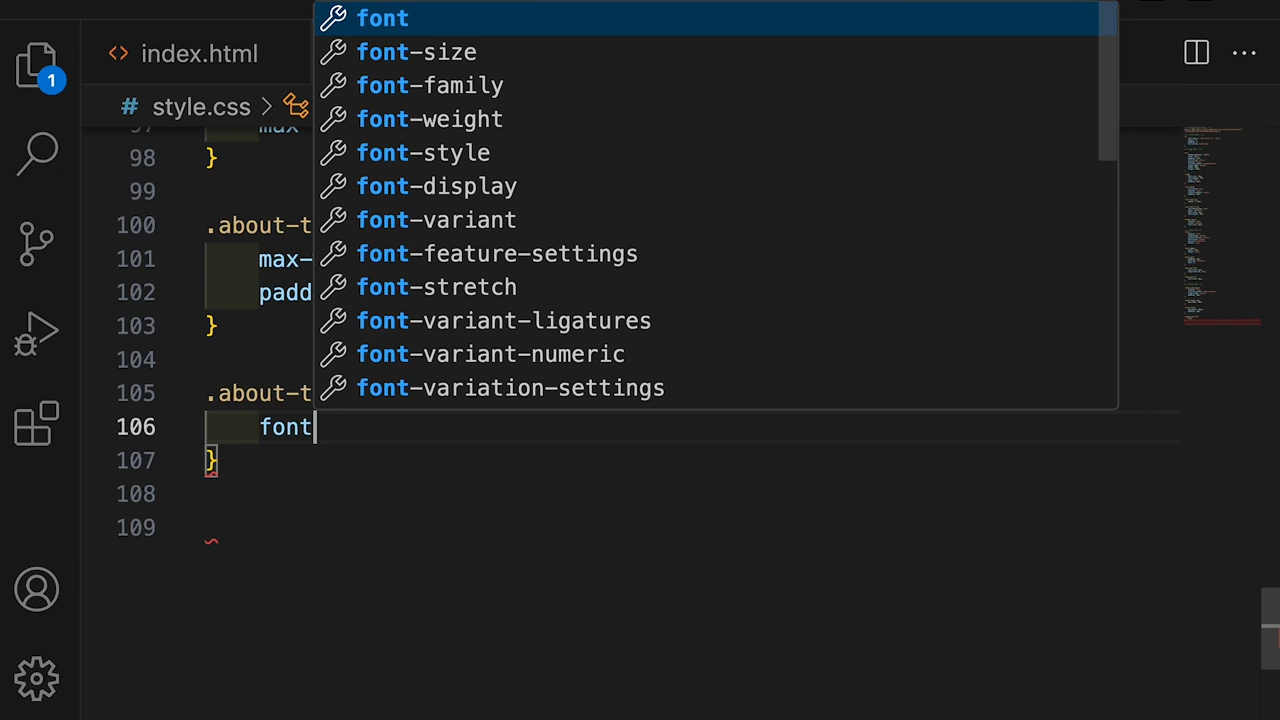 font
font-size
index.html
font-family
1
style.css
font-weight
98 }
font-style
99
font-display
100 .about-t
font-variant
101 max-
font-feature-settings
102 padd
font-stretch
103 }
font-variant-ligatures
104
font-variant-numeric
105 .about-t
font-variation-settings
106 font
107 }
108
109